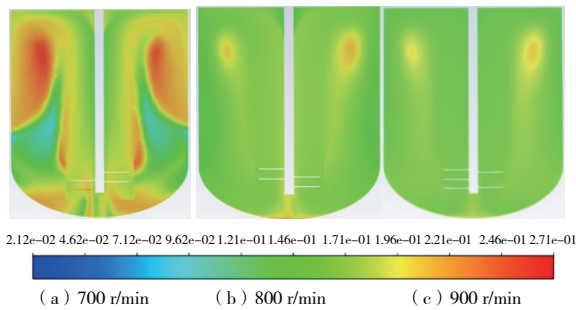 2.12e-02 4.62e-02 7.12e-02 9.62e-02 1.21e-01 1.46e-01 1.71e-01 1.96e-01 2.21e-01 2.46e-01 2.71e-01
（a）700 r/min （b）800 r/min （c）900 r/min